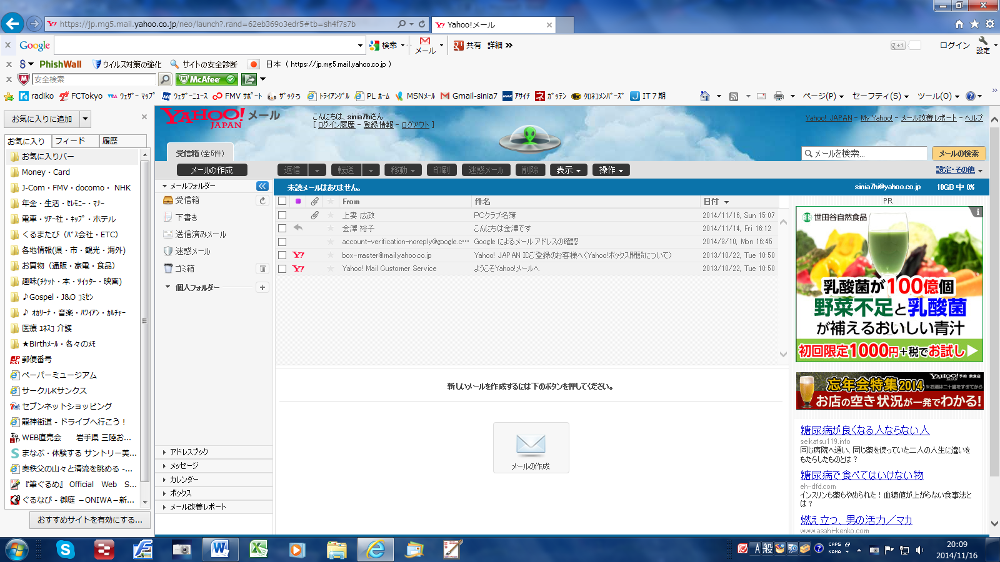 https://jp.mg5.mail.yahoo.co.jp/neo/launch?.rand=62eb369o3edr5#tb=sh4f7s7b
Yahoo!メール
Google
検索
メール
共有
詳細 »
ログイン
設定
PhishWall
ウイルス対策の強化
サイトの安全診断
日本 ( https://jp.mg5.mail.yahoo.co.jp )
安全検索
McAfee
radiko
FCTokyo
ｳｪｻﾞｰ ﾏｯﾌﾟ
ｳｪｻﾞｰﾆｭｰｽ
FMV ｻﾎﾟｰﾄ
ｻﾞｯｸぅ
ﾄﾗｲｱﾝｸﾞﾙ
PL ﾎｰﾑ
MSNﾒｰﾙ
Gmail-sinia7
ｱｻｲﾁ
ｶﾞｯﾃﾝ
ｸﾛﾈｺﾒﾝﾊﾞｰｽﾞ
IT７期
ページ(P)
セーフティ(S)
ツール(O)
お気に入りに追加
お気に入り
フィード
履歴
お気に入りバー
Money・Card
J-Com・FMV・docomo・ NHK
年金・生活・ｾﾚﾓﾆｰ・ﾏﾅｰ
電車・ﾂｱｰ社・ｷｯﾌﾟ・ホテル
くるまたび（ﾊﾞｽ会社・ETC）
各地情報(県・市・観光・海外)
お買物（通販・家電・食品）
趣味(ﾁｹｯﾄ・本・ﾂｲｯﾀｰ・映画)
♪Gospel・J&O ｺﾐｾﾝ
♪ ｵｶﾘｰﾅ・音楽・ﾊﾜｲｱﾝ・ｶﾙﾁｬｰ
医療 ﾕﾈｽｺ 介護
★Birthﾒｰﾙ・各々のﾒﾓ
郵便番号
ペーパーミュージアム
サークルKサンクス
セブンネットショッピング
龍神街道 - ドライブへ行こう！
WEB直売会　岩手県 三陸お...
まなぶ・体験する サントリー美...
奥秩父の山々と清流を眺める -...
『筆ぐるめ』 Official Web S...
ぐるなび - 御庭 －ONIWA－新...
おすすめサイトを有効にする...
YAHOO! JAPAN メール
こんにちは、sinia7hiさん
[ ログイン履歴 - 登録情報 - ログアウト ]
Yahoo! JAPAN - My Yahoo! - メール改善レポート - ヘルプ
受信箱 (全5件)
メールを検索...
メールの検索
メールの作成
返信
転送
移動
印刷
迷惑メール
削除
表示
操作
設定・その他
メールフォルダー
受信箱
下書き
送信済みメール
迷惑メール
ゴミ箱
個人フォルダー
アドレスブック
メッセージ
カレンダー
ボックス
メール改善レポート
未読メールはありません。
sinia7hi@yahoo.co.jp
10GB 中 0%
From
件名
日付
上妻 広政
PCクラブ名簿
2014/11/16, Sun 15:07
金澤 裕子
こんにちは金澤です
2014/11/14, Fri 16:12
account-verification-noreply@google.c…
Google によるメール アドレスの確認
2014/3/10, Mon 16:45
box-master@mail.yahoo.co.jp
Yahoo! JAPAN IDご登録のお客様へ（Yahoo!ボックス開設について）
2013/10/22, Tue 10:50
Yahoo! Mail Customer Service
ようこそYahoo!メールへ
2013/10/22, Tue 10:50
新しいメールを作成するには下のボタンを押してください。
メールの作成
PR
世田谷自然食品
乳酸菌が100億個
野菜不足と乳酸菌
が補えるおいしい青汁
初回限定1000円+税でお試し
忘年会特集2014
YAHOO! JAPAN 予約 飲食店
※お酒は二十歳をすぎてから
お店の空き状況が一発でわかる!
糖尿病が良くなる人ならない人
seikatsu119.info
同じ病院へ通い、同じ薬を使っていた二人の人生に違いを
もたらしたものとは？
糖尿病で食べてはいけない物
eh-dfd.com
インスリンも薬もやめられた！血糖値が上がらない食事法と
は？
燃え立つ、男の活力／マカ
www.asahi-kenko.com
A 般
CAPS
KANA
20:09
2014/11/16